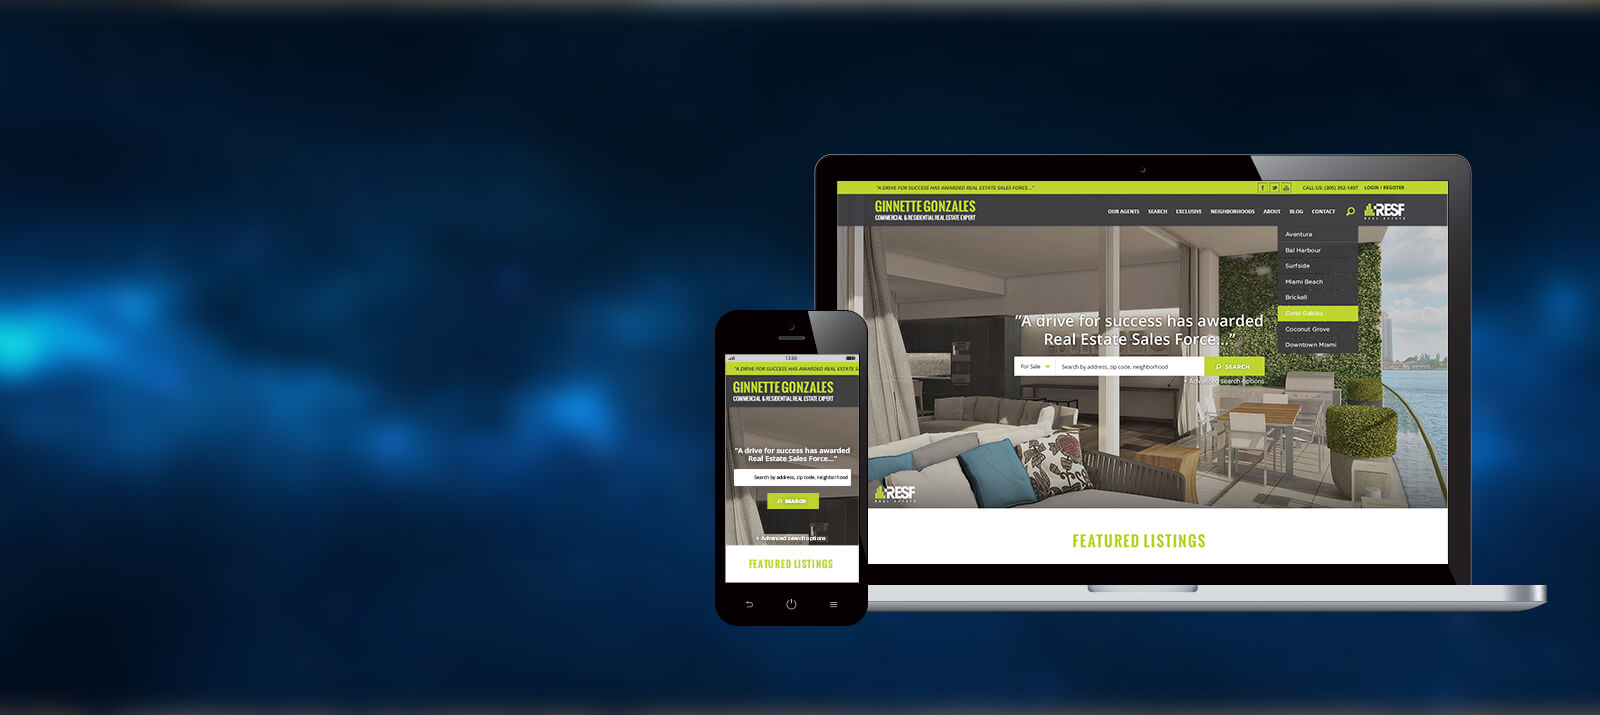 "A DRIVE FOR SUCCESS HAS AWARDED REAL ESTATE SALES FORCE..."
CALL US: (305) 392-1497 LOGIN / REGISTER
GINNETTE GONZALES
COMMERCIAL & RESIDENTIAL REAL ESTATE EXPERT
OUR AGENTS SEARCH EXCLUSIVE NEIGHBORHOODS ABOUT BLOG CONTACT
RESF
REAL ESTATE
Aventura
Bal Harbour
Surfside
Miami Beach
Brickell
Coral Gables
Coconut Grove
Downtown Miami
"A drive for success has awarded
Real Estate Sales Force..."
For Sale Search by address, zip code, neighborhood SEARCH
+ Advanced search options
RESF
REAL ESTATE
FEATURED LISTINGS
12:00
"A DRIVE FOR SUCCESS HAS AWARDED REAL ESTATE S
GINNETTE GONZALES
COMMERCIAL & RESIDENTIAL REAL ESTATE EXPERT
"A drive for success has awarded
Real Estate Sales Force..."
Search by address, zip code, neighborhood
SEARCH
+ Advanced search options
FEATURED LISTINGS